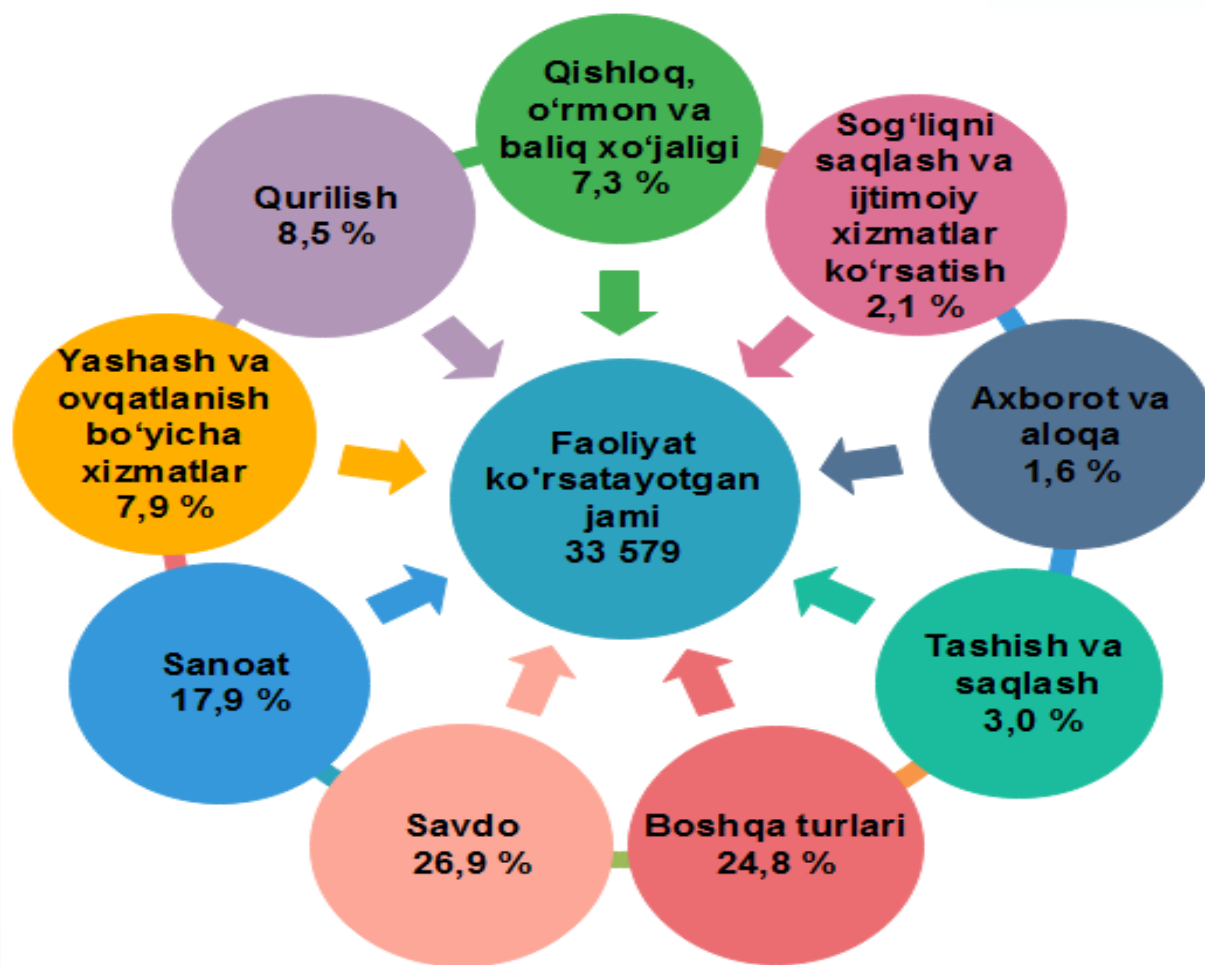 Qishloq,
o‘rmon va
baliq xo‘jaligi
7,3 %
Sog‘liqni
saqlash va
ijtimoiy
xizmatlar
ko‘rsatish
2,1 %
Axborot va
aloqa
1,6 %
Tashish va
saqlash
3,0 %
Boshqa turlari
24,8 %
Savdo
26,9 %
Sanoat
17,9 %
Yashash va
ovqatlanish
bo‘yicha
xizmatlar
7,9 %
Qurilish
8,5 %
Faoliyat
ko'rsatayotgan
jami
33 579